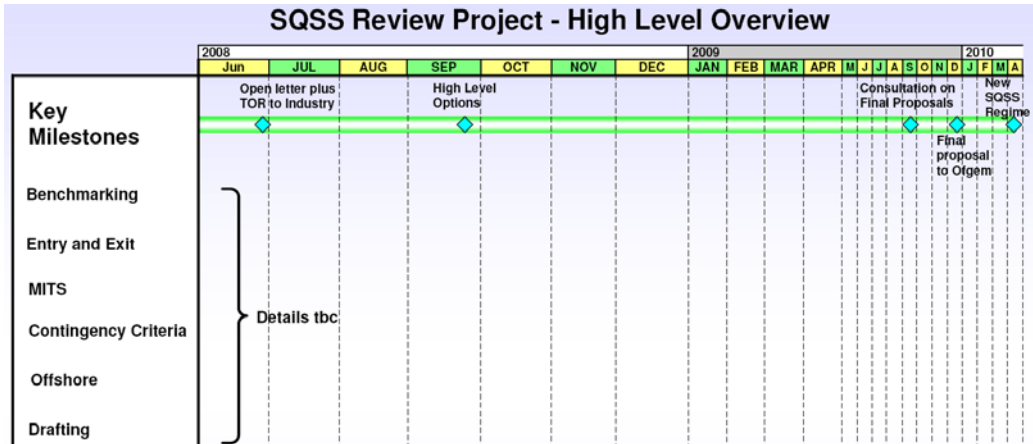 SQSS Review Project - High Level Overview
2008 2009 2010
Jun JUL AUG SEP OCT NOV DEC JAN FEB MAR APR M J J A S O N D J F M A
Key
Milestones
Open letter plus
TOR to Industry
High Level
Options
Consultation on
Final Proposals
New
SQSS
Regime
Final
proposal
to Ofgem
Benchmarking
Entry and Exit
MITS
Contingency Criteria
Offshore
Drafting
Details tbc